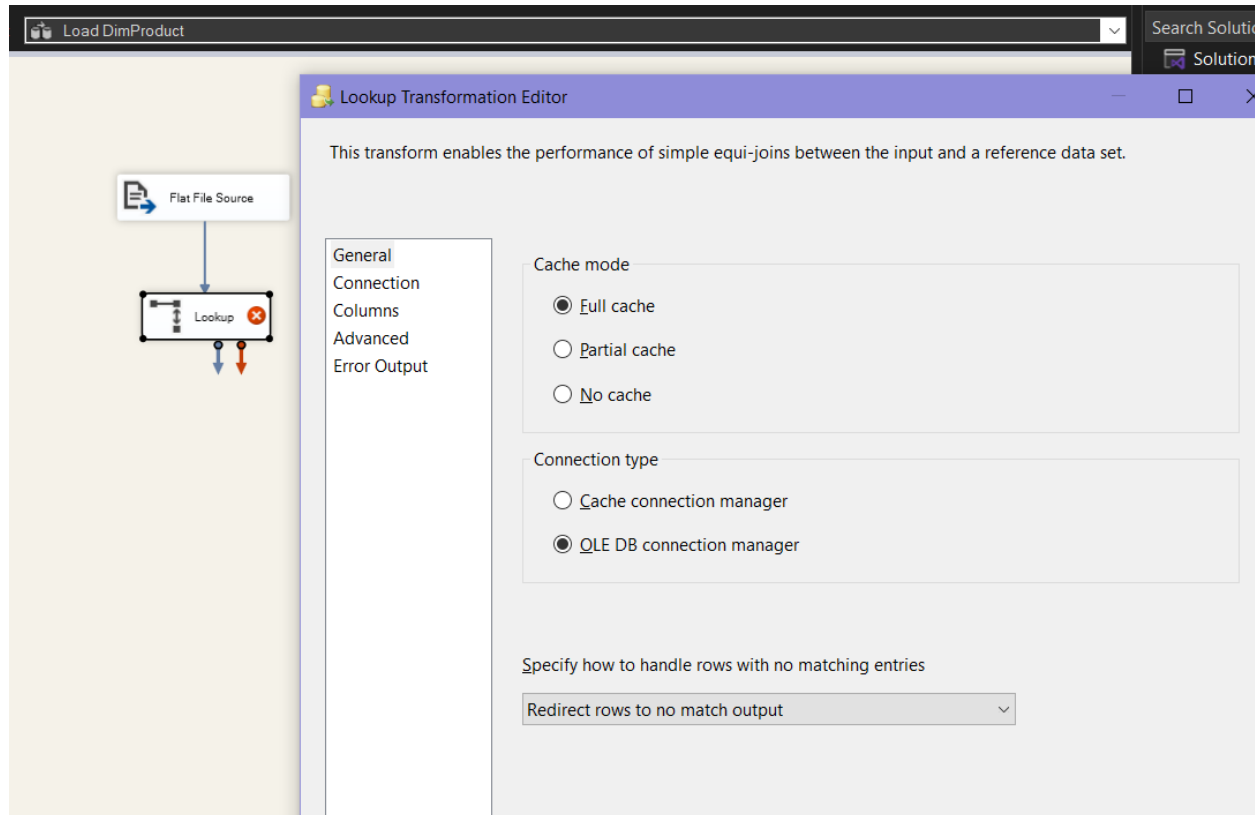 Load DimProduct
Search Solutio
Solution
Lookup Transformation Editor
This transform enables the performance of simple equi-joins between the input and a reference data set.
Flat File Source
Lookup
General
Connection
Columns
Advanced
Error Output
Cache mode
Full cache
Partial cache
No cache
Connection type
Cache connection manager
OLE DB connection manager
Specify how to handle rows with no matching entries
Redirect rows to no match output